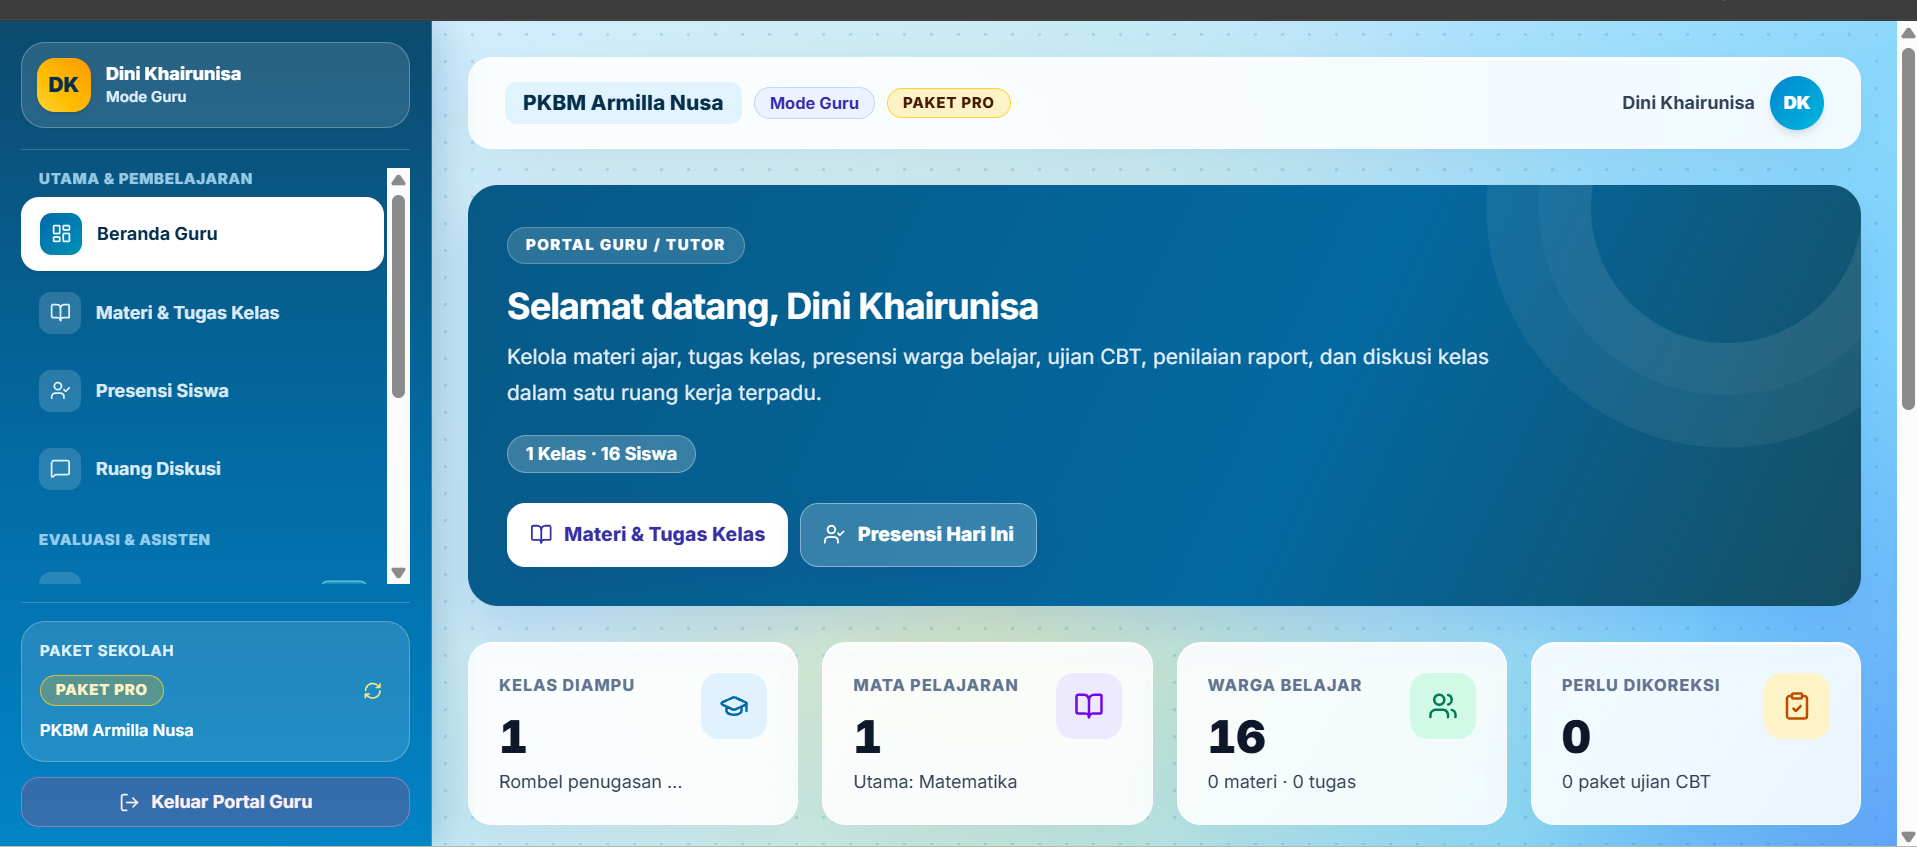 DK
Dini Khairunisa
Mode Guru
UTAMA & PEMBELAJARAN
Beranda Guru
Materi & Tugas Kelas
Presensi Siswa
Ruang Diskusi
EVALUASI & ASISTEN
PAKET SEKOLAH
PAKET PRO
PKBM Armilla Nusa
Keluar Portal Guru
PKBM Armilla Nusa
Mode Guru
PAKET PRO
Dini Khairunisa
DK
PORTAL GURU / TUTOR
Selamat datang, Dini Khairunisa
Kelola materi ajar, tugas kelas, presensi warga belajar, ujian CBT, penilaian raport, dan diskusi kelas
dalam satu ruang kerja terpadu.
1 Kelas · 16 Siswa
Materi & Tugas Kelas
Presensi Hari Ini
KELAS DIAMPU
1
Rombel penugasan ...
MATA PELAJARAN
1
Utama: Matematika
WARGA BELAJAR
16
0 materi · 0 tugas
PERLU DIKOREKSI
0
0 paket ujian CBT